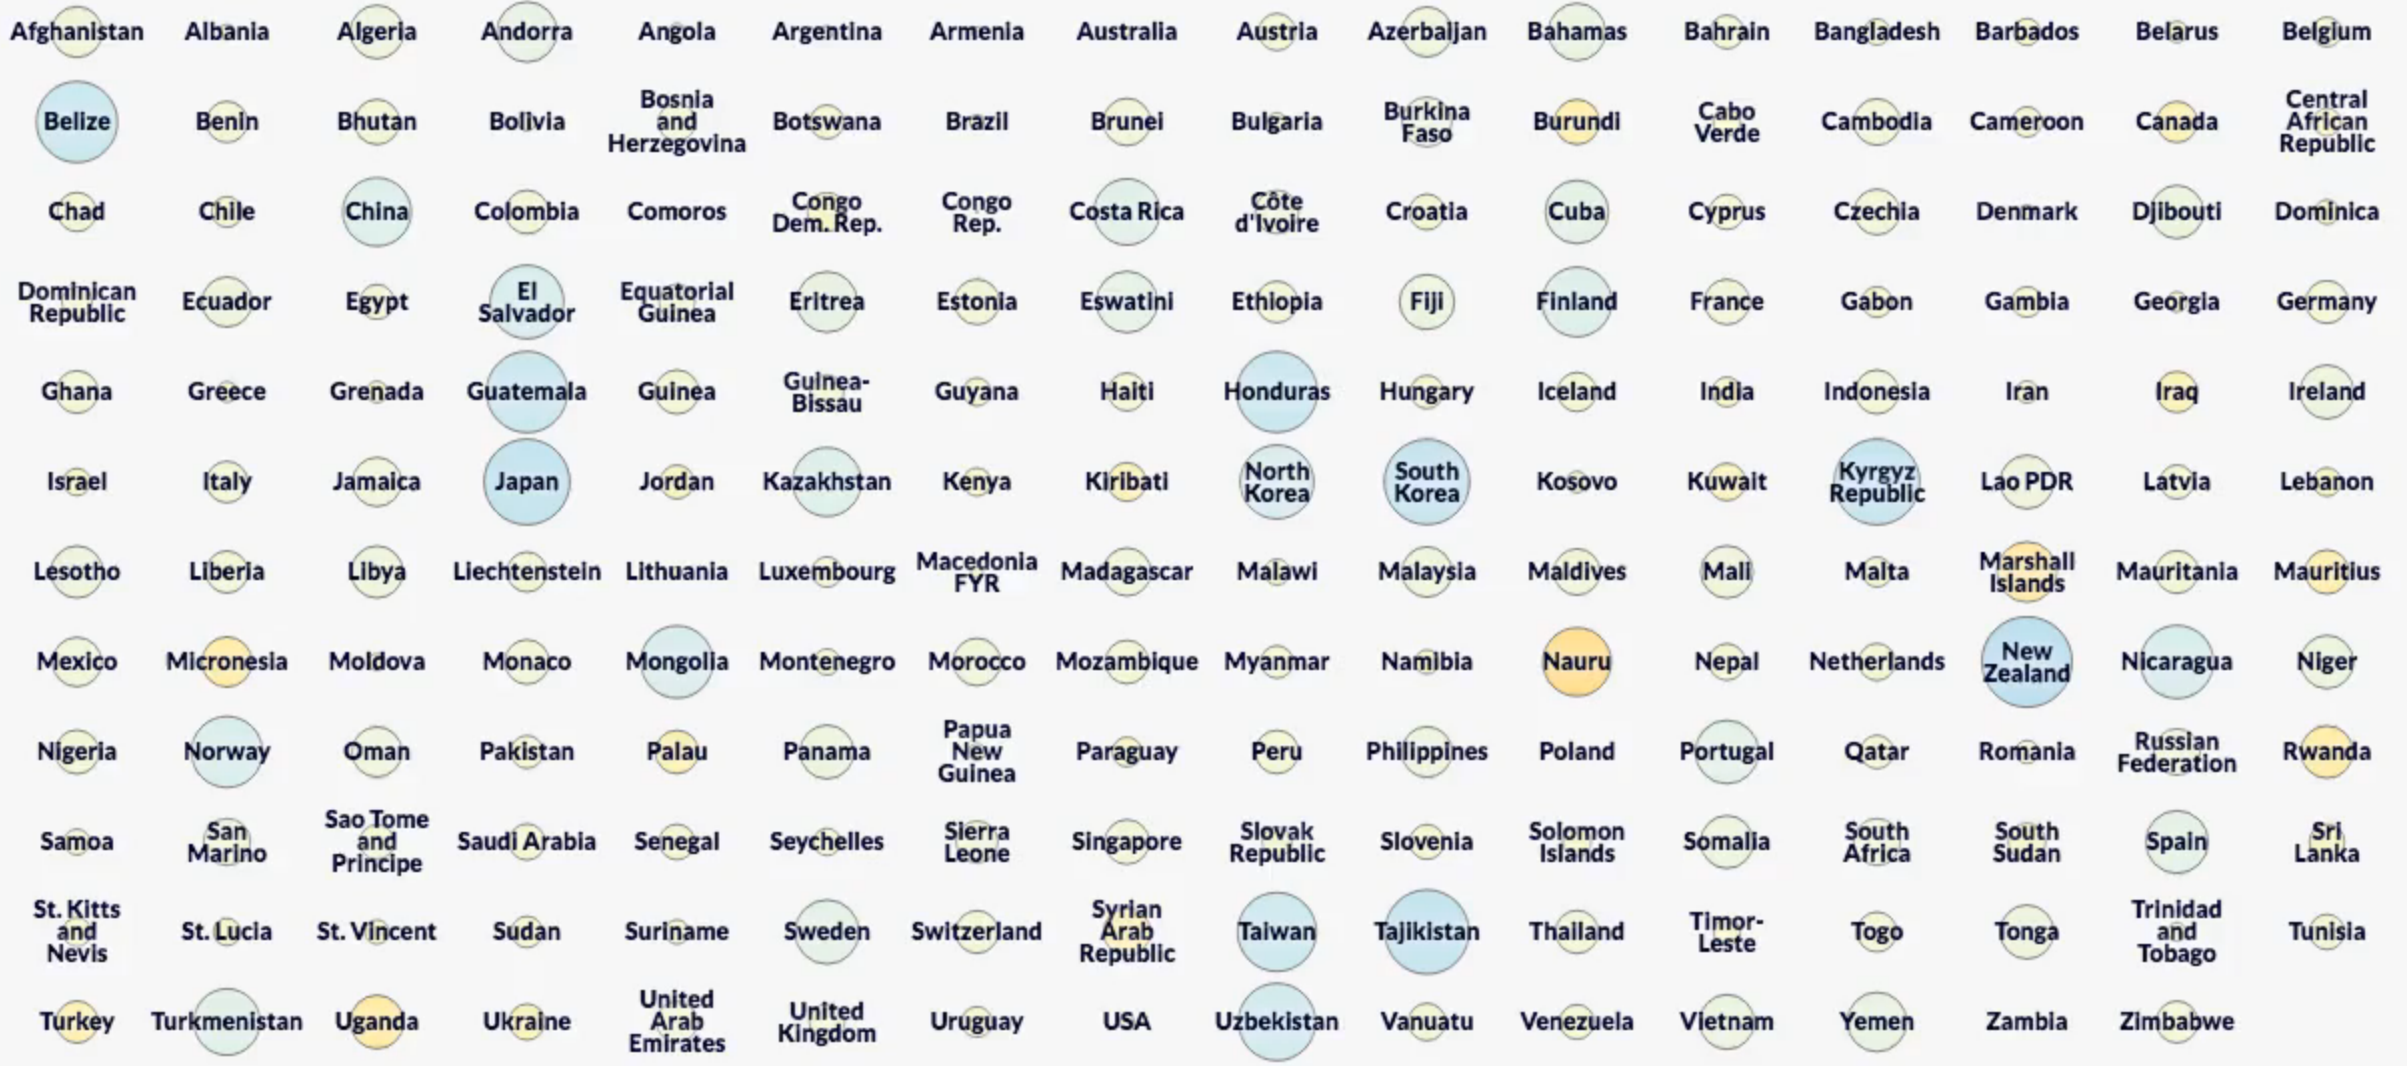 Afghanistan Albania Algeria Andorra Angola Argentina Armenia Australia Austria Azerbaijan Bahamas Bahrain Bangladesh Barbados Belarus Belgium
Belize Benin Bhutan Bolivia Bosnia and Herzegovina Botswana Brazil Brunei Bulgaria Burkina Faso Burundi Cabo Verde Cambodia Cameroon Canada Central African Republic
Chad Chile China Colombia Comoros Congo Dem. Rep. Congo Rep. Costa Rica Côte d'Ivoire Croatia Cuba Cyprus Czechia Denmark Djibouti Dominica
Dominican Republic Ecuador Egypt El Salvador Equatorial Guinea Eritrea Estonia Eswatini Ethiopia Fiji Finland France Gabon Gambia Georgia Germany
Ghana Greece Grenada Guatemala Guinea Guinea-Bissau Guyana Haiti Honduras Hungary Iceland India Indonesia Iran Iraq Ireland
Israel Italy Jamaica Japan Jordan Kazakhstan Kenya Kiribati North Korea South Korea Kosovo Kuwait Kyrgyz Republic Lao PDR Latvia Lebanon
Lesotho Liberia Libya Liechtenstein Lithuania Luxembourg Macedonia FYR Madagascar Malawi Malaysia Maldives Mali Malta Marshall Islands Mauritania Mauritius
Mexico Micronesia Moldova Monaco Mongolia Montenegro Morocco Mozambique Myanmar Namibia Nauru Nepal Netherlands New Zealand Nicaragua Niger
Nigeria Norway Oman Pakistan Palau Panama Papua New Guinea Paraguay Peru Philippines Poland Portugal Qatar Romania Russian Federation Rwanda
Samoa San Marino Sao Tome and Principe Saudi Arabia Senegal Seychelles Sierra Leone Singapore Slovak Republic Slovenia Solomon Islands Somalia South Africa South Sudan Spain Sri Lanka
St. Kitts and Nevis St. Lucia St. Vincent Sudan Suriname Sweden Switzerland Syrian Arab Republic Taiwan Tajikistan Thailand Timor-Leste Togo Tonga Trinidad and Tobago Tunisia
Turkey Turkmenistan Uganda Ukraine United Arab Emirates United Kingdom Uruguay USA Uzbekistan Vanuatu Venezuela Vietnam Yemen Zambia Zimbabwe